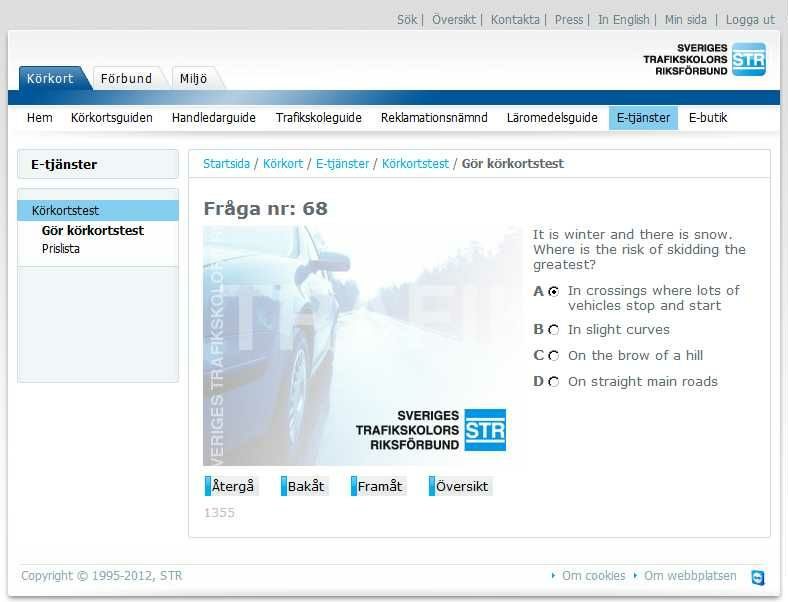 Sök | Översikt | Kontakta | Press | In English | Min sida | Logga ut
SVERIGES
TRAFIKSKOLORS
RIKSFÖRBUND
STR
Körkort Förbund Miljö
Hem Körkortsguiden Handledarguide Trafikskoleguide Reklamationsnämnd Läromedelsguide E-tjänster E-butik
E-tjänster
Körkortstest
Gör körkortstest
Prislista
Startsida / Körkort / E-tjänster / Körkortstest / Gör körkortstest
Fråga nr: 68
VERIGES TRAFIKSKOLOR
TRAFI
SVERIGES
TRAFIKSKOLORS
RIKSFÖRBUND
STR
It is winter and there is snow.
Where is the risk of skidding the
greatest?
A In crossings where lots of
vehicles stop and start
B In slight curves
C On the brow of a hill
D On straight main roads
Återgå Bakåt Framåt Översikt
1355
Copyright © 1995-2012, STR
Om cookies Om webbplatsen